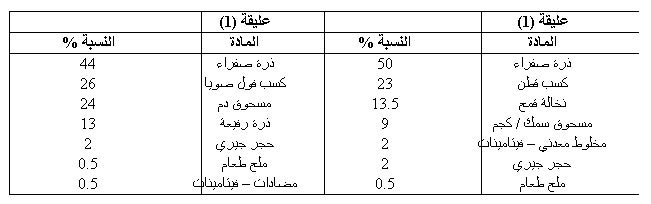 عليقة (1) عليقة (1)
المادة النسبة % المادة النسبة %
ذرة صفراء 50 ذرة صفراء 44
كسب قطن 23 كسب فول صويا 26
نخالة قمح 13.5 مسحوق دم 24
مسحوق سمك / كجم 9 ذرة رفيعة 13
مخلوط معدني – فيتامينات 2 حجر جيري 2
حجر جيري 2 ملح طعام 0.5
ملح طعام 0.5 مضادات – فيتامينات 0.5